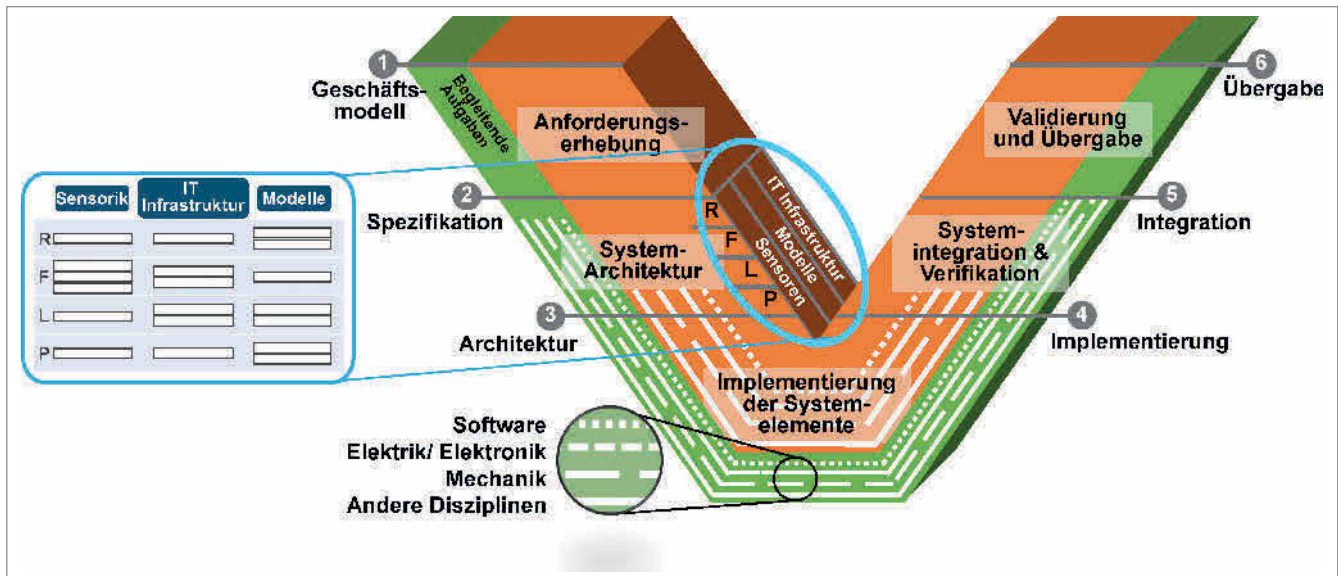 1
Geschäfts-
modell
Begleitende
Aufgaben
Anforderungs-
erhebung
Validierung
und Übergabe
6
Übergabe
Sensorik
IT
Infrastruktur
Modelle
R
F
L
P
2
Spezifikation
System-
Architektur
R
F
L
P
IT Infrastruktur
Modelle
Sensoren
System-
integration &
Verifikation
5
Integration
3
Architektur
4
Implementierung
Implementierung
der System-
elemente
Software
Elektrik/ Elektronik
Mechanik
Andere Disziplinen